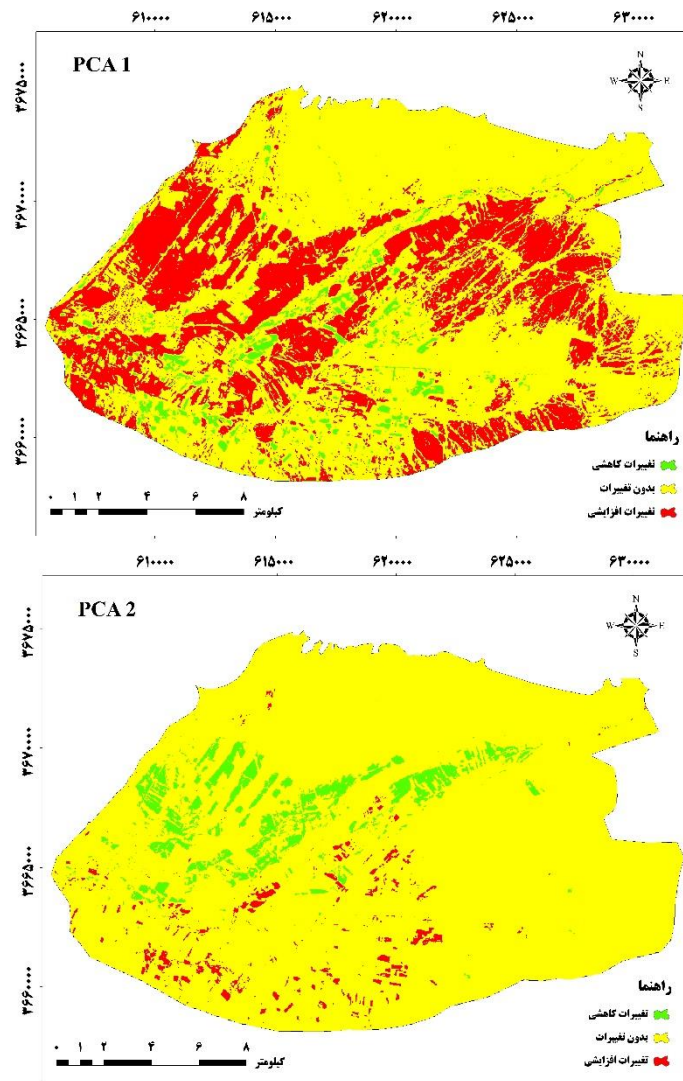 ۶۱۰۰۰۰ ۶۱۵۰۰۰ ۶۲۰۰۰۰ ۶۲۵۰۰۰ ۶۳۰۰۰۰
PCA 1
N
W E
S
۳۶۷۵۰۰۰
۳۶۷۰۰۰۰
۳۶۶۵۰۰۰
۳۶۶۰۰۰۰
راهنما
تغییرات کاهشی
بدون تغییرات
تغییرات افزایشی
۰ ۱ ۲ ۴ ۶ ۸ کیلومتر
۶۱۰۰۰۰ ۶۱۵۰۰۰ ۶۲۰۰۰۰ ۶۲۵۰۰۰ ۶۳۰۰۰۰
PCA 2
N
W E
S
۳۶۷۵۰۰۰
۳۶۷۰۰۰۰
۳۶۶۵۰۰۰
۳۶۶۰۰۰۰
راهنما
تغییرات کاهشی
بدون تغییرات
تغییرات افزایشی
۰ ۱ ۲ ۴ ۶ ۸ کیلومتر